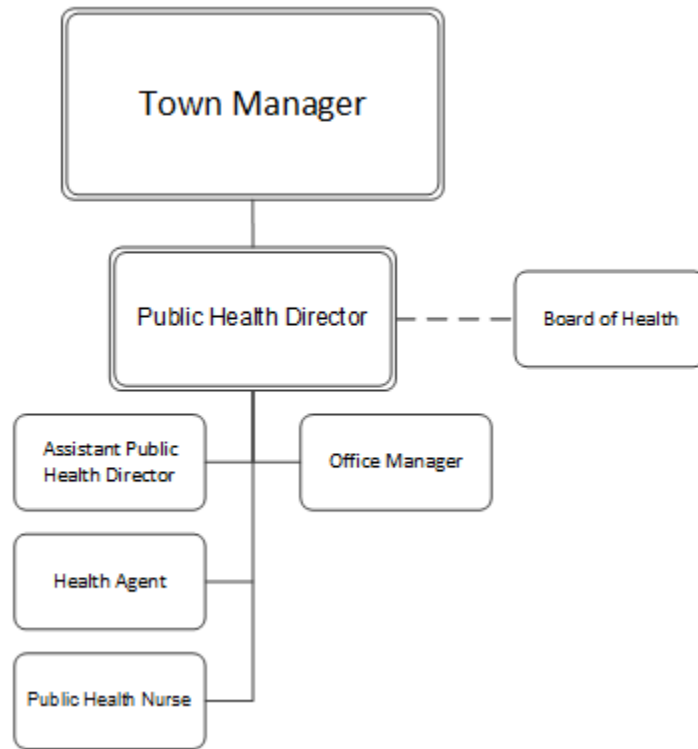 Town Manager
Public Health Director
Board of Health
Assistant Public
Health Director
Office Manager
Health Agent
Public Health Nurse